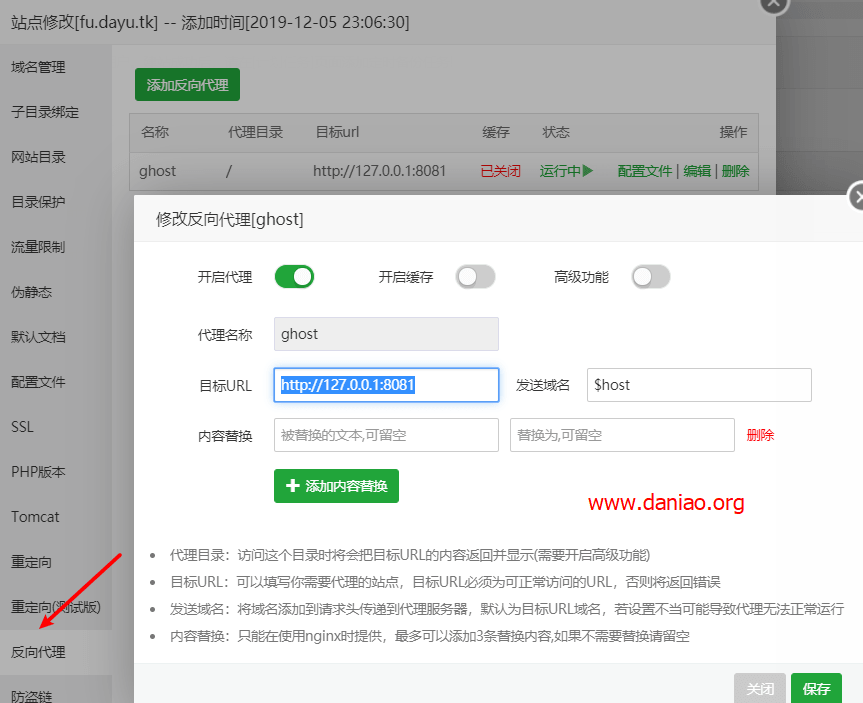 站点修改[fu.dayu.tk] -- 添加时间[2019-12-05 23:06:30]
域名管理
子目录绑定
网站目录
目录保护
流量限制
伪静态
默认文档
配置文件
SSL
PHP版本
Tomcat
重定向
重定向(测试版)
反向代理
防盗链
添加反向代理
名称 代理目录 目标url 缓存 状态 操作
ghost / http://127.0.0.1:8081 已关闭 运行中 配置文件 | 编辑 | 删除
修改反向代理[ghost]
开启代理 开启缓存 高级功能
代理名称 ghost
目标URL http://127.0.0.1:8081 发送域名 $host
内容替换 被替换的文本,可留空 替换为,可留空 删除
添加内容替换
www.daniao.org
代理目录：访问这个目录时将会把目标URL的内容返回并显示(需要开启高级功能)
目标URL：可以填写你需要代理的站点，目标URL必须为可正常访问的URL，否则将返回错误
发送域名：将域名添加到请求头传递到代理服务器，默认为目标URL域名，若设置不当可能导致代理无法正常运行
内容替换：只能在使用nginx时提供，最多可以添加3条替换内容,如果不需要替换请留空
关闭 保存